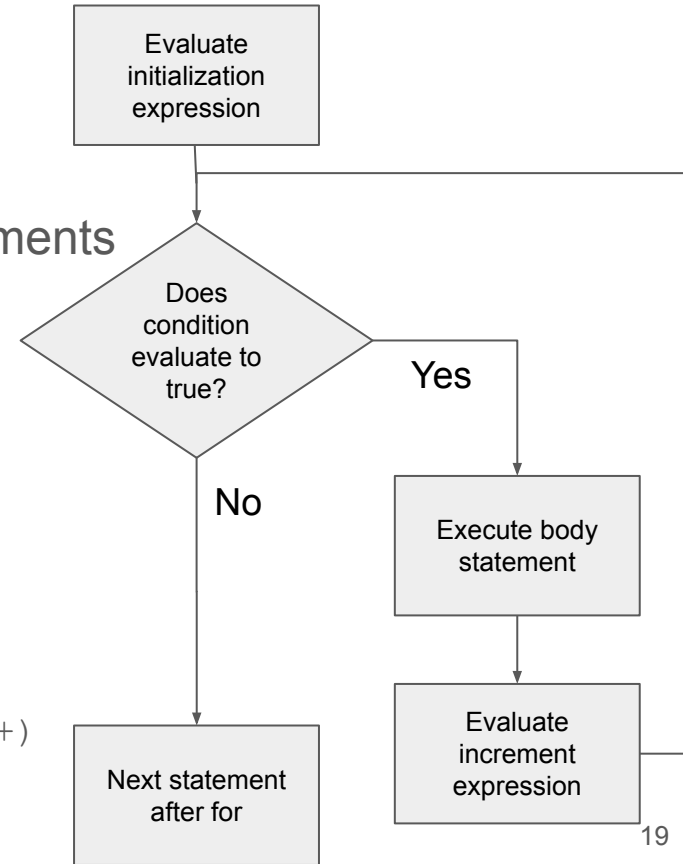 Evaluate
initialization
expression
ments
Does
condition
evaluate to
true?
Yes
No
Execute body
statement
+)
Next statement
after for
Evaluate
increment
expression
19